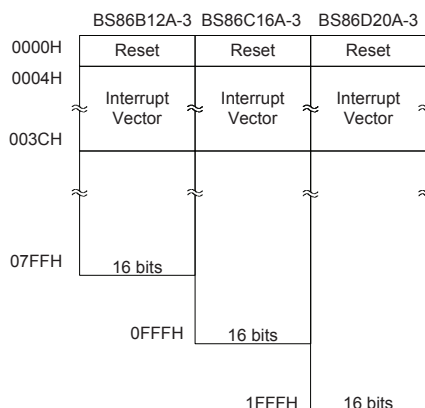 BS86B12A-3 BS86C16A-3 BS86D20A-3
0000H Reset Reset Reset
0004H
Interrupt Vector Interrupt Vector Interrupt Vector
003CH
07FFH 16 bits
0FFFH 16 bits
1FFFH 16 bits